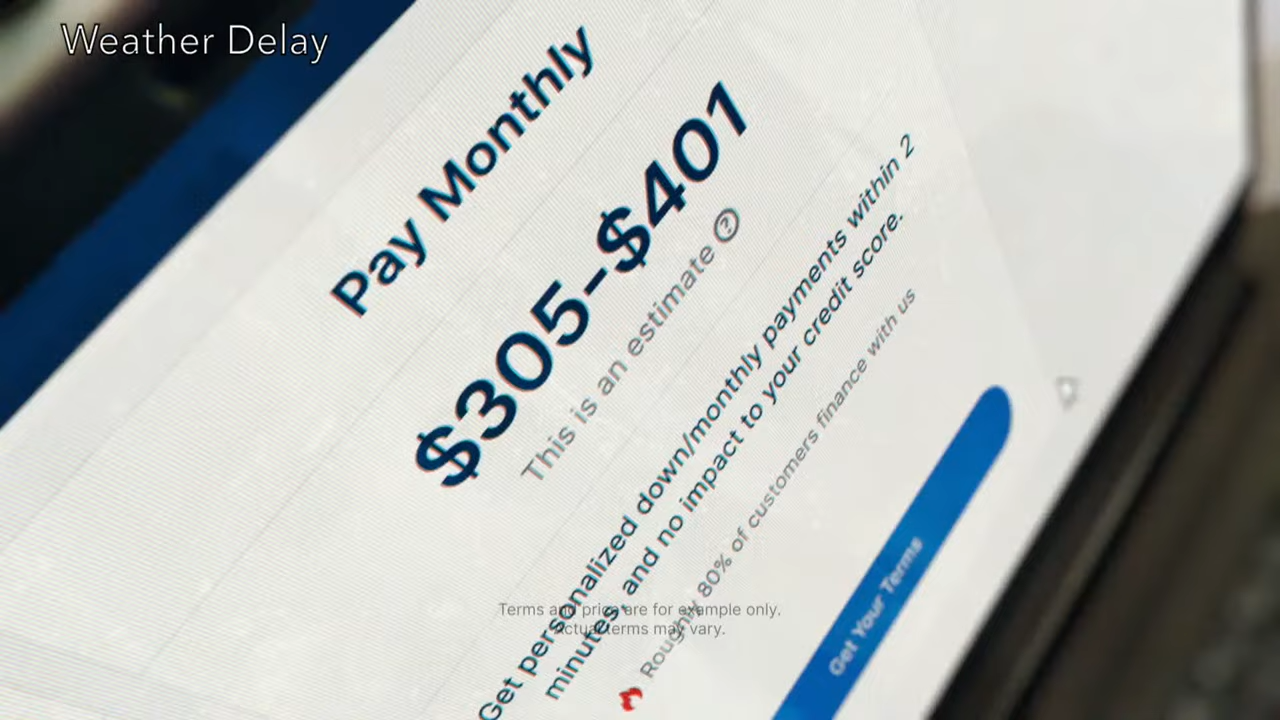 Weather Delay
Pay Monthly
$305-$401
This is an estimate ?
Get personalized down/monthly payments within 2
minutes, and no impact to your credit score.
Roughly 80% of customers finance with us
Get Your Terms
Terms and price are for example only.
Actual terms may vary.